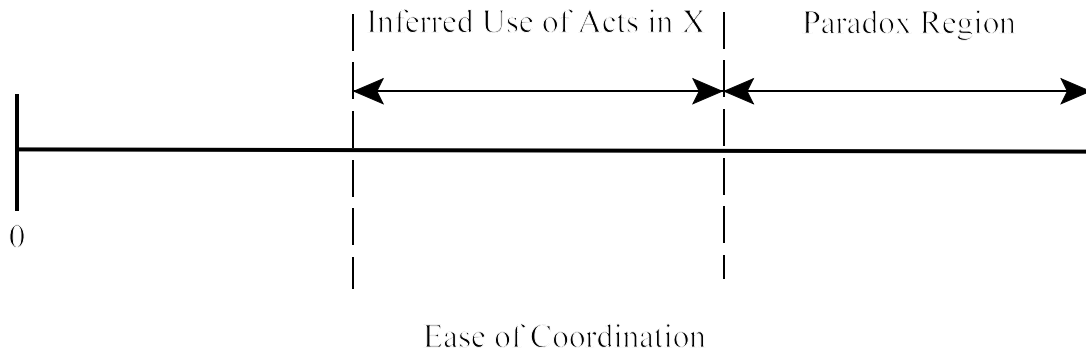 Inferred Use of Acts in X
Paradox Region
0
Ease of Coordination